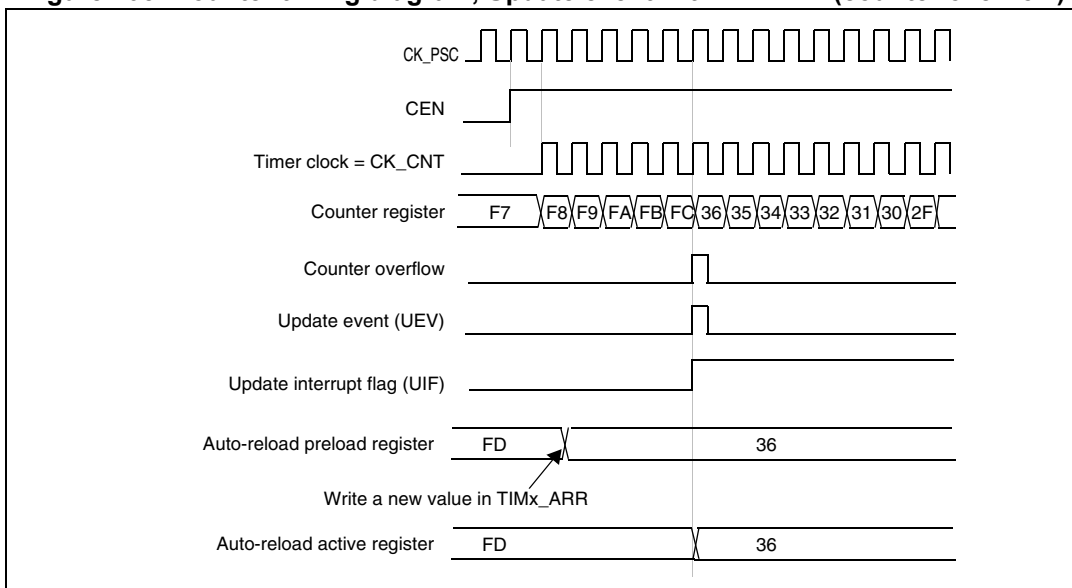 CK_PSC
CEN
Timer clock = CK_CNT
Counter register F7 F8 F9 FA FB FC 36 35 34 33 32 31 30 2F
Counter overflow
Update event (UEV)
Update interrupt flag (UIF)
Auto-reload preload register FD 36
Write a new value in TIMx_ARR
Auto-reload active register FD 36